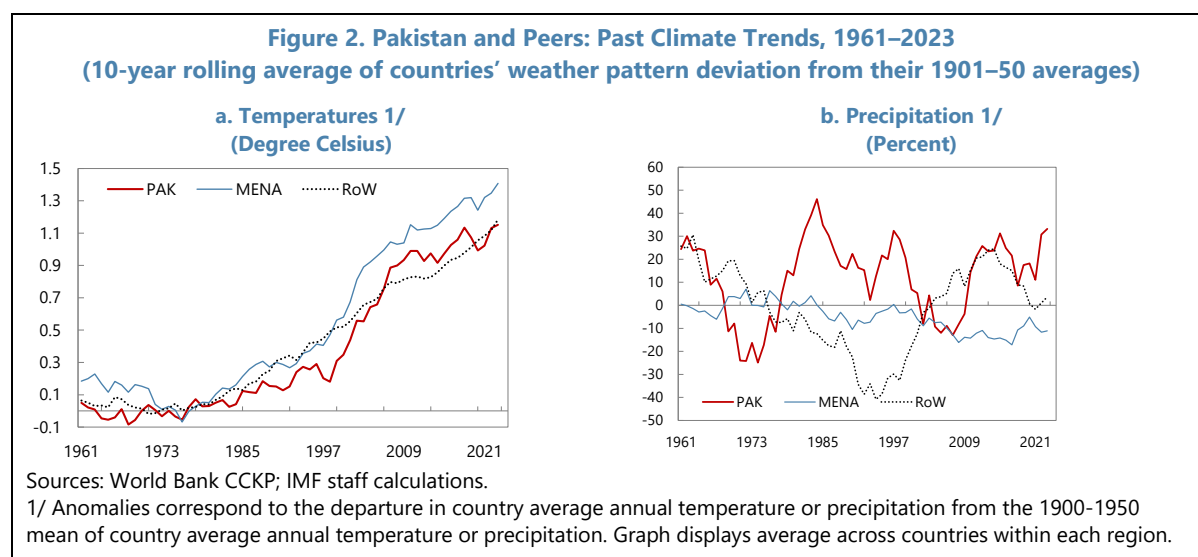 Figure 2. Pakistan and Peers: Past Climate Trends, 1961–2023
(10-year rolling average of countries’ weather pattern deviation from their 1901–50 averages)
a. Temperatures 1/
(Degree Celsius)
1.5
1.3
1.1
0.9
0.7
0.5
0.3
0.1
-0.1
PAK MENA RoW
1961 1973 1985 1997 2009 2021
b. Precipitation 1/
(Percent)
60
50
40
30
20
10
0
-10
-20
-30
-40
-50
PAK MENA RoW
1961 1973 1985 1997 2009 2021
Sources: World Bank CCKP; IMF staff calculations.
1/ Anomalies correspond to the departure in country average annual temperature or precipitation from the 1900-1950
mean of country average annual temperature or precipitation. Graph displays average across countries within each region.